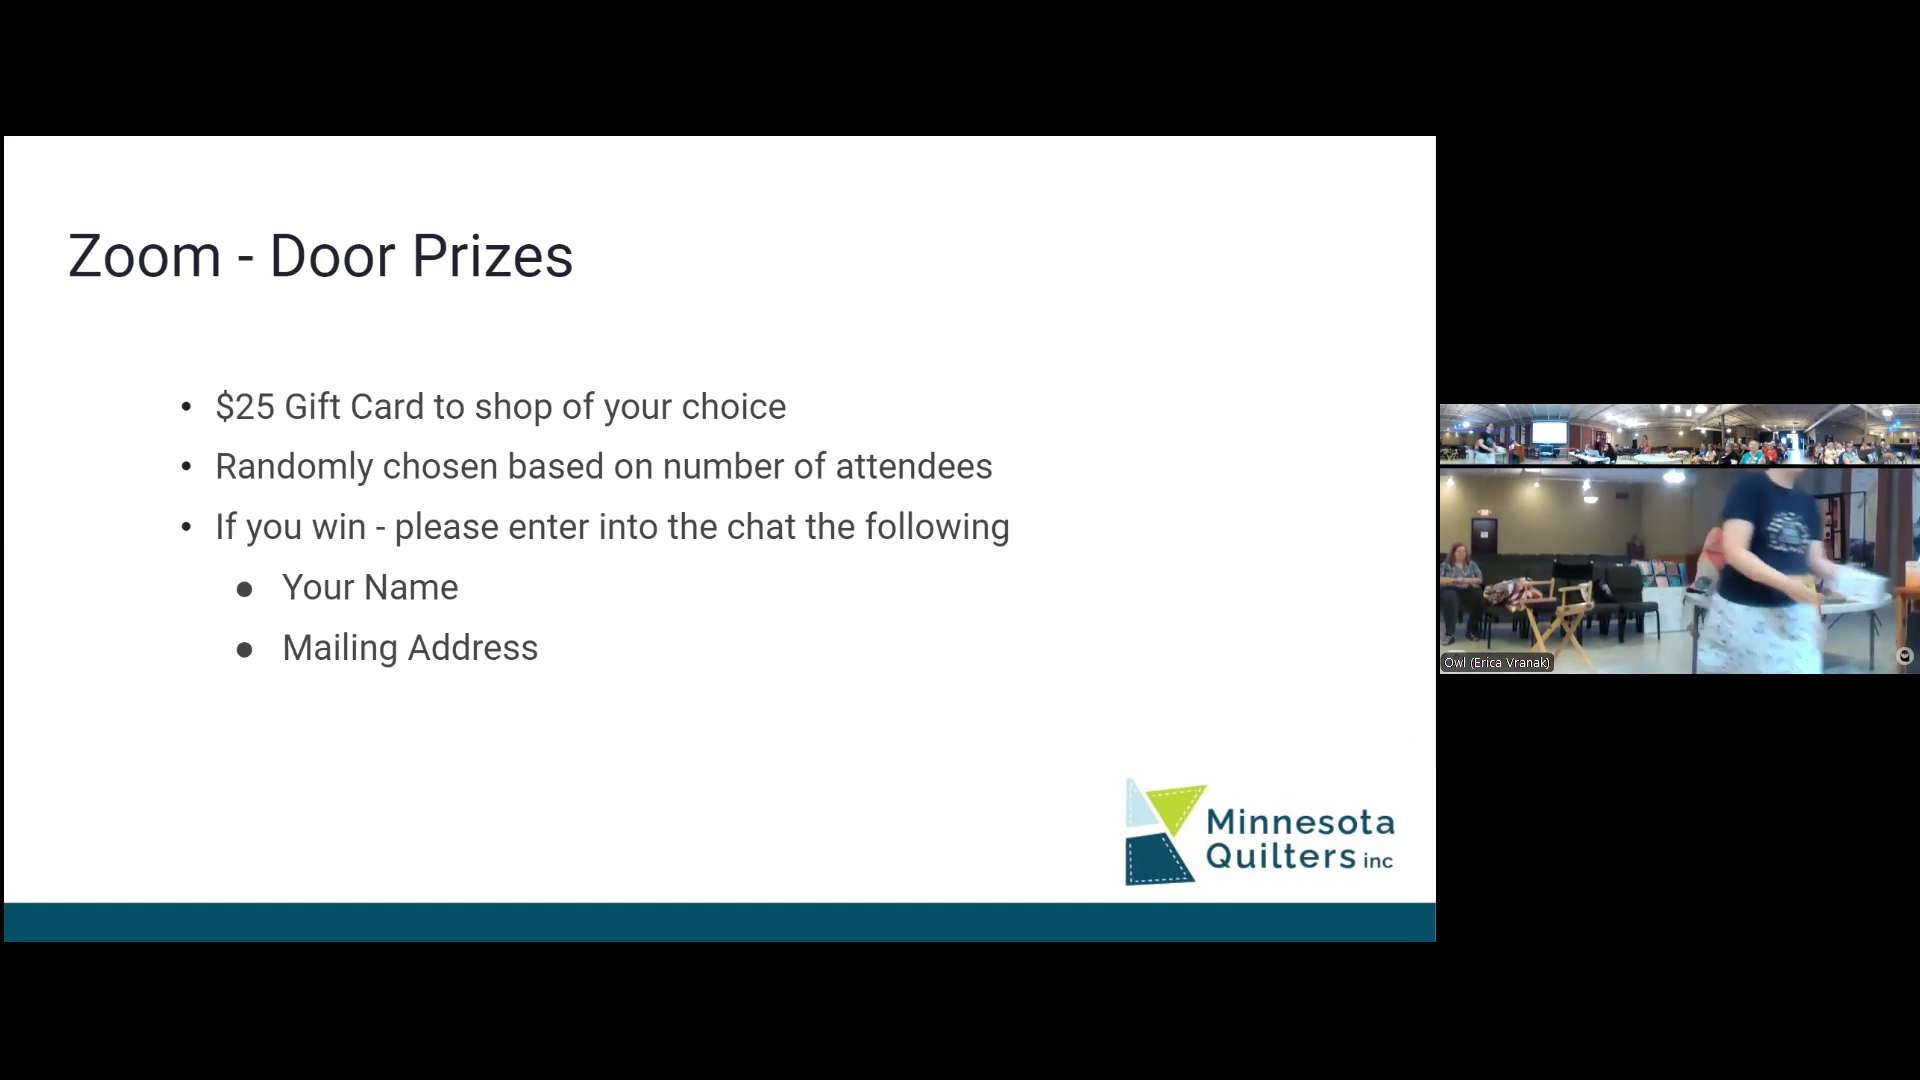 Zoom - Door Prizes
• $25 Gift Card to shop of your choice
• Randomly chosen based on number of attendees
• If you win - please enter into the chat the following
● Your Name
● Mailing Address
Minnesota
Quilters inc
Owl (Erica Vranak)